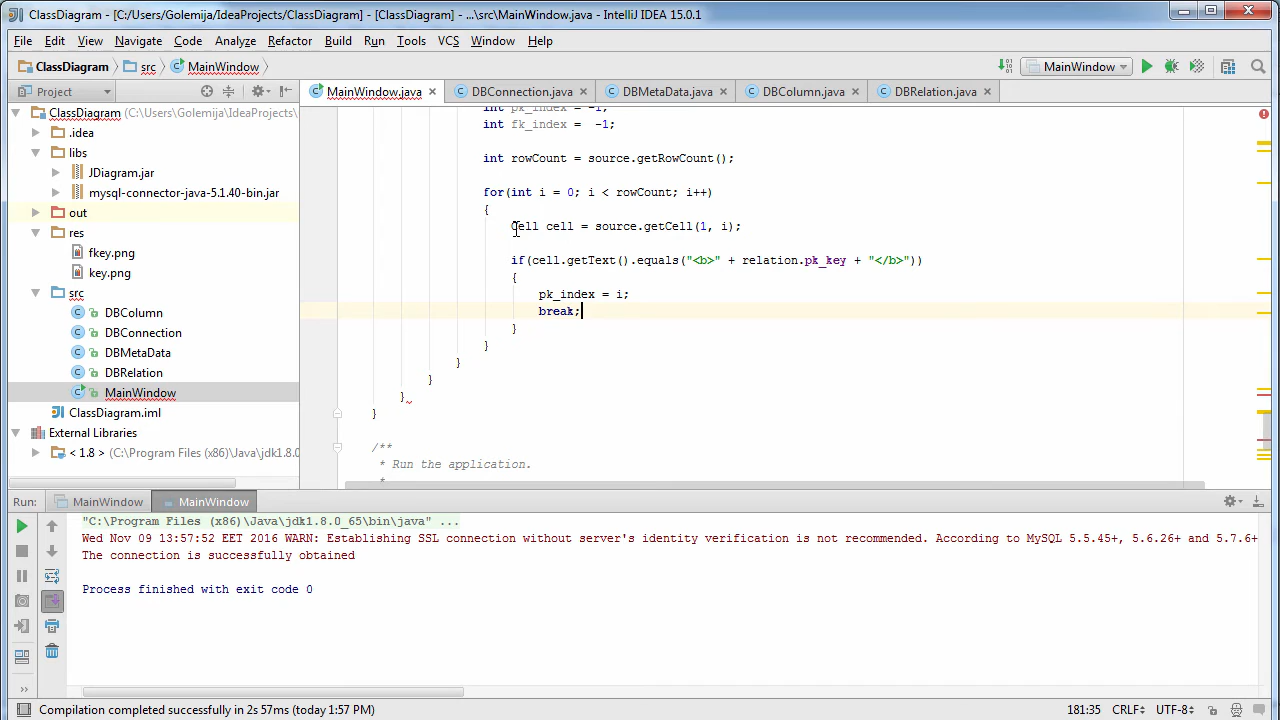 ClassDiagram - [C:/Users/Golemija/IdeaProjects/ClassDiagram] - [ClassDiagram] - ...\src\MainWindow.java - IntelliJ IDEA 15.0.1
File Edit View Navigate Code Analyze Refactor Build Run Tools VCS Window Help
ClassDiagram src MainWindow MainWindow
Project MainWindow.java DBConnection.java DBMetaData.java DBColumn.java DBRelation.java
ClassDiagram (C:\Users\Golemija\IdeaProjects\
.idea
libs
JDiagram.jar
mysql-connector-java-5.1.40-bin.jar
out
res
fkey.png
key.png
src
DBColumn
DBConnection
DBMetaData
DBRelation
MainWindow
ClassDiagram.iml
External Libraries
< 1.8 > (C:\Program Files (x86)\Java\jdk1.8.0
int pk_index = -1;
int fk_index =  -1;
int rowCount = source.getRowCount();
for(int i = 0; i < rowCount; i++)
{
Cell cell = source.getCell(1, i);
if(cell.getText().equals("<b>" + relation.pk_key + "</b>"))
{
pk_index = i;
break;
}
}
}
}
}
}
/**
* Run the application.
*
Run: MainWindow MainWindow
"C:\Program Files (x86)\Java\jdk1.8.0_65\bin\java" ...
Wed Nov 09 13:57:52 EET 2016 WARN: Establishing SSL connection without server's identity verification is not recommended. According to MySQL 5.5.45+, 5.6.26+ and 5.7.6+
The connection is successfully obtained
Process finished with exit code 0
Compilation completed successfully in 2s 57ms (today 1:57 PM) 181:35 CRLF UTF-8